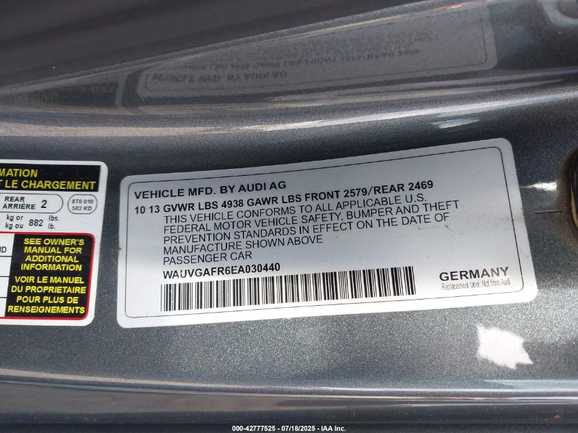 VEHICLE MFD. BY AUDI AG
10 13 GVWR LBS 4938 GAWR LBS FRONT 2579/REAR 2469
THIS VEHICLE CONFORMS TO ALL APPLICABLE U.S.
FEDERAL MOTOR VEHICLE SAFETY, BUMPER AND THEFT
PREVENTION STANDARDS IN EFFECT ON THE DATE OF
MANUFACTURE SHOWN ABOVE
PASSENGER CAR
WAUVGAFR6EA030440
GERMANY
RMATION
T LE CHARGEMENT
REAR
ARRIÈRE 2
kg or
kg ou 882 lbs.
lb.
SEE OWNER'S
MANUAL FOR
ADDITIONAL
INFORMATION
VOIR LE MANUEL
DU PROPRIETAIRE
POUR PLUS DE
RENSEIGNEMENTS
000-42777525 - 07/18/2025 - IAA Inc.